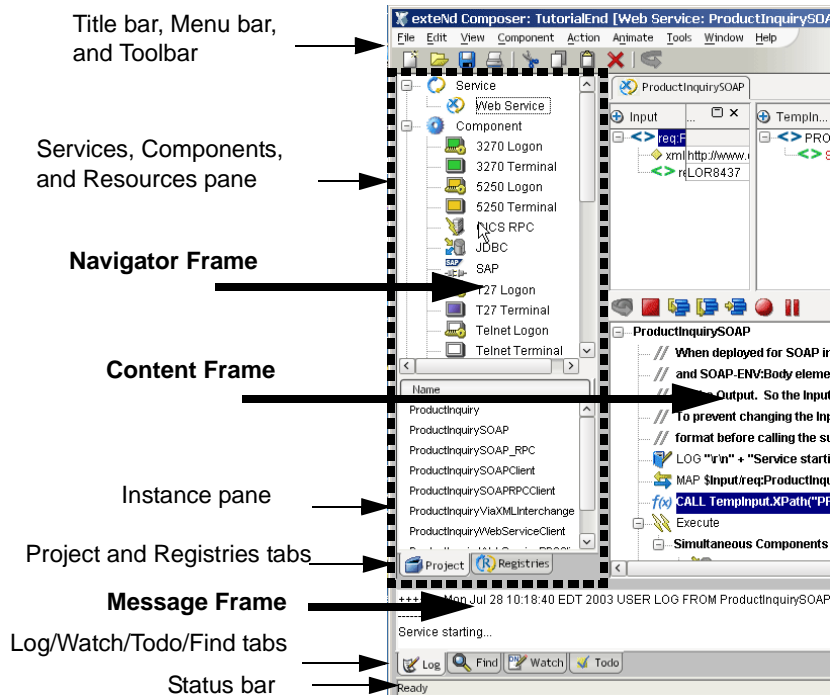 Title bar, Menu bar,
and Toolbar
Services, Components,
and Resources pane
Navigator Frame
Content Frame
Instance pane
Project and Registries tabs
Message Frame
Log/Watch/Todo/Find tabs
Status bar
exteNd Composer: TutorialEnd [Web Service: ProductInquirySOA
File Edit View Component Action Animate Tools Window Help
Service
Web Service
Component
3270 Logon
3270 Terminal
5250 Logon
5250 Terminal
RPC
JDBC
SAP
T27 Logon
T27 Terminal
Telnet Logon
Telnet Terminal
Name
ProductInquiry
ProductInquirySOAP
ProductInquirySOAP_RPC
ProductInquirySOAPClient
ProductInquirySOAPRPCClient
ProductInquiryViaXMLInterchange
ProductInquiryWebServiceClient
Project Registries
ProductInquirySOAP
Input ... TempIn...
req:F PRO
xml http://www.
LOR8437
ProductInquirySOAP
// When deployed for SOAP in
// and SOAP-ENV:Body eleme
// Output. So the Input
// To prevent changing the Inp
// format before calling the su
LOG "\r\n" + "Service starti
MAP $Input/req:ProductInqu
f(x) CALL TempInput.XPath("PR
Execute
Simultaneous Components
Mon Jul 28 10:18:40 EDT 2003 USER LOG FROM ProductInquirySOAP
Service starting...
Log Find Watch Todo
Ready